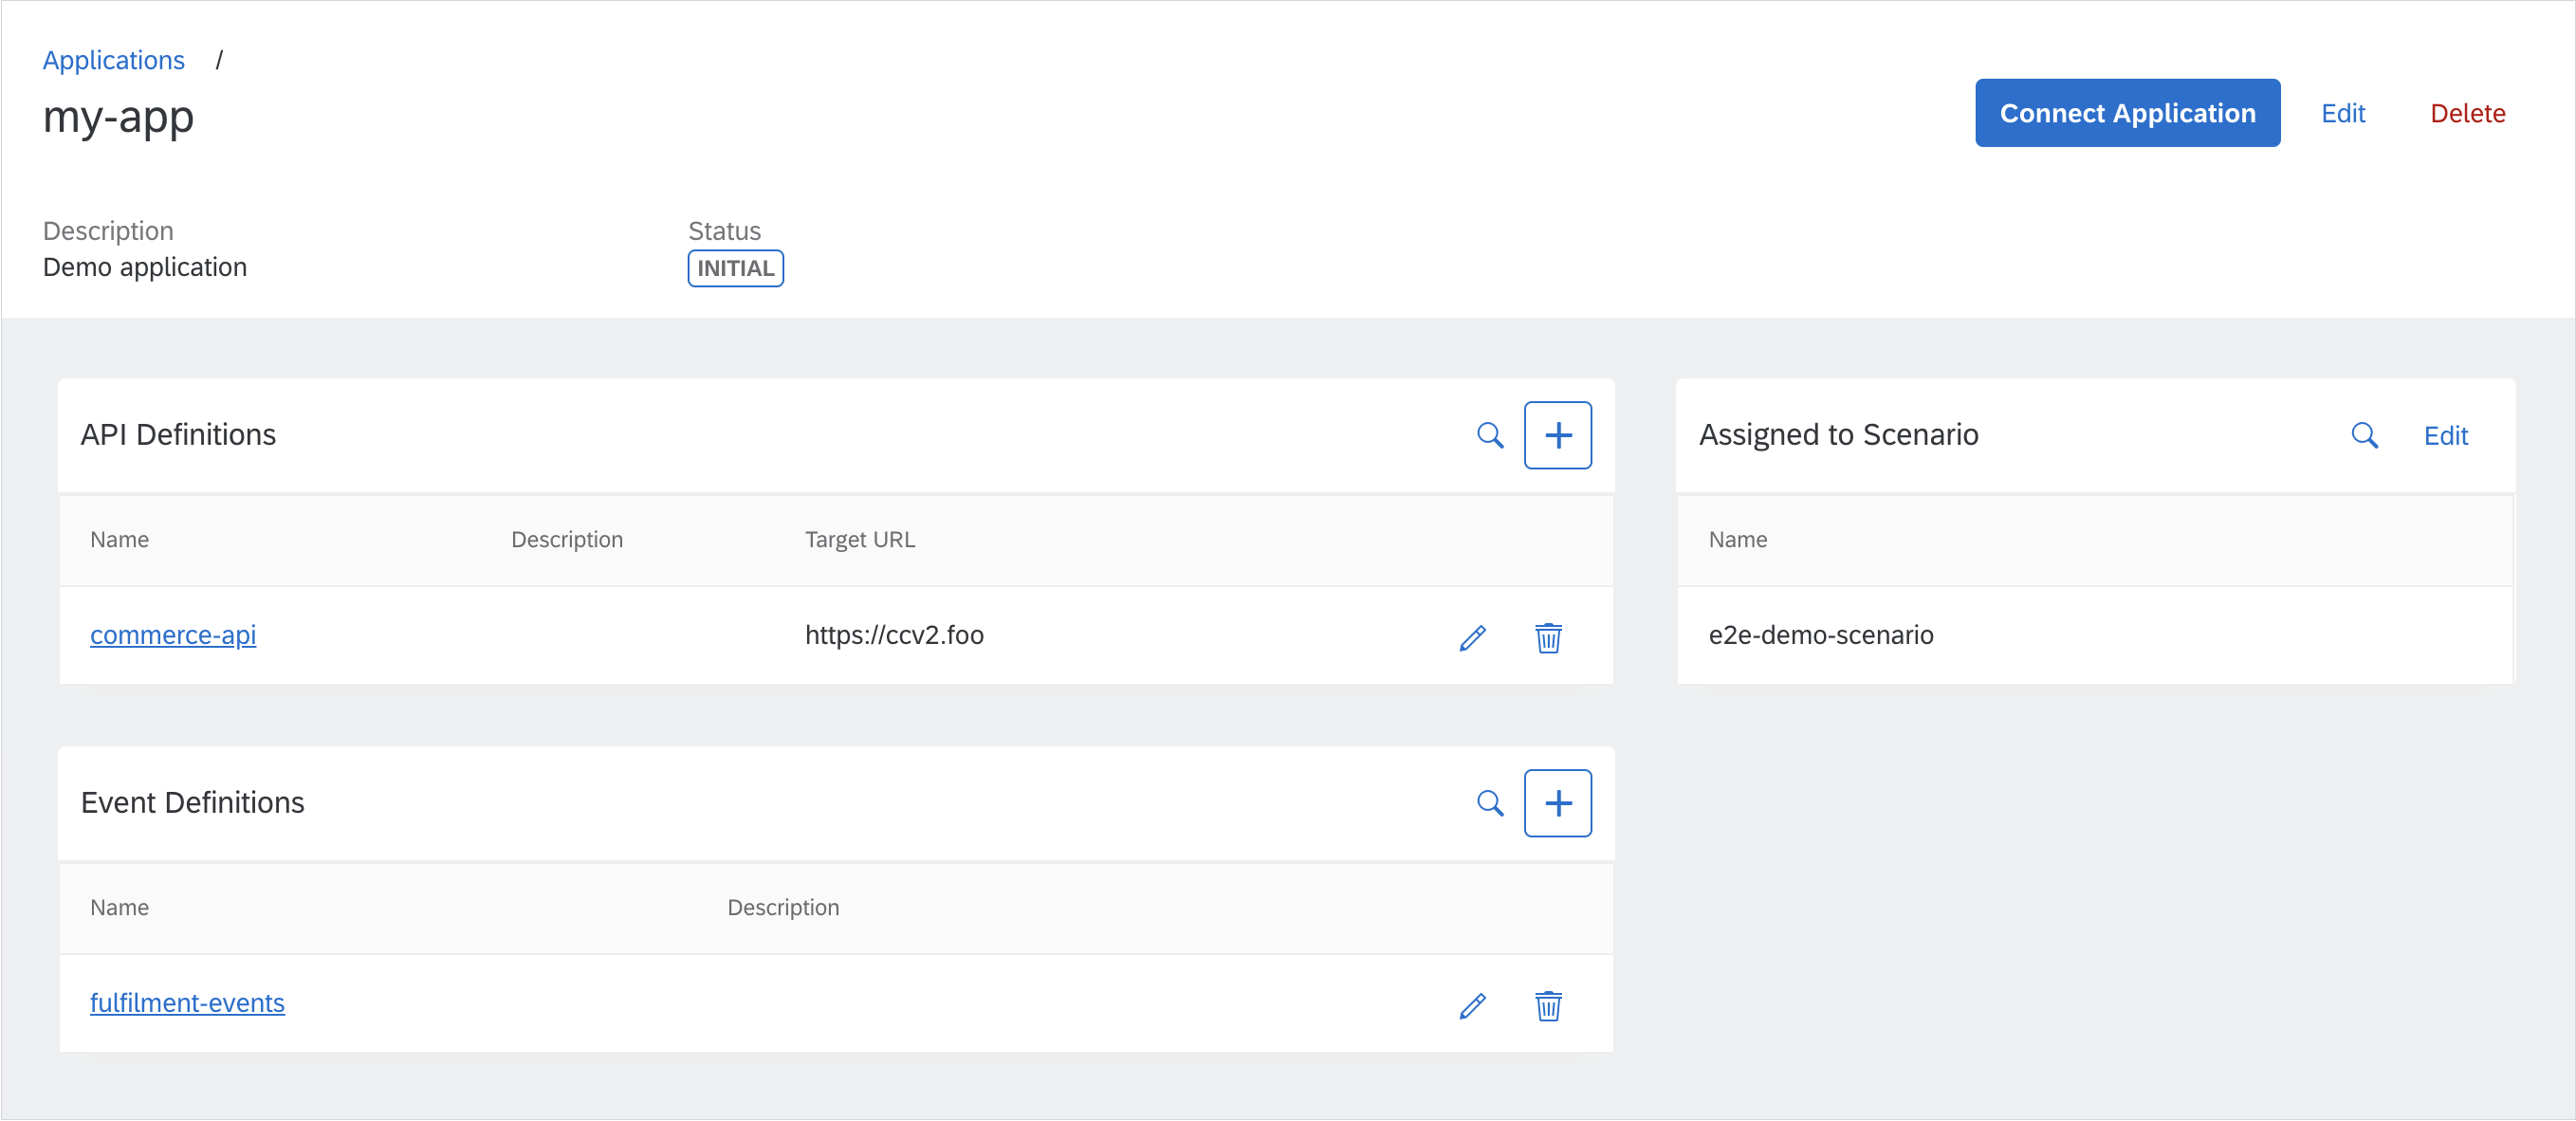 Applications /
my-app
Connect Application Edit Delete
Description Status
Demo application INITIAL
API Definitions
Name Description Target URL
commerce-api https://ccv2.foo
Assigned to Scenario Edit
Name
e2e-demo-scenario
Event Definitions
Name Description
fulfilment-events